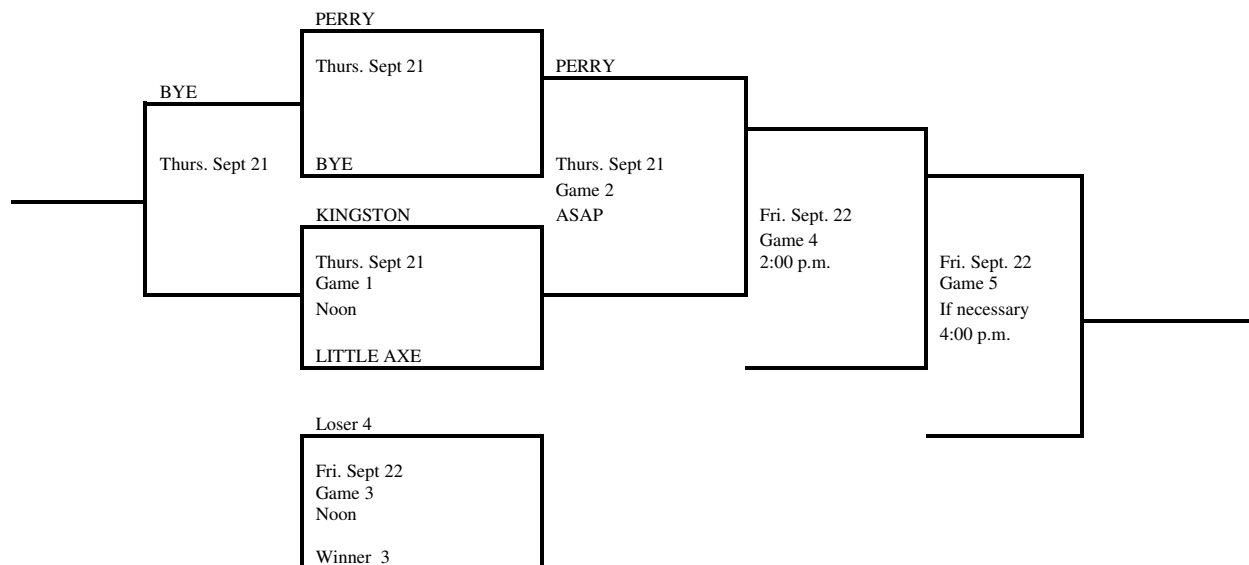 PERRY
Thurs. Sept 21
PERRY
BYE
Thurs. Sept 21
BYE
Thurs. Sept 21
Game 2
ASAP
KINGSTON
Fri. Sept. 22
Game 4
2:00 p.m.
Thurs. Sept 21
Game 1
Noon
Fri. Sept. 22
Game 5
If necessary
4:00 p.m.
LITTLE AXE
Loser 4
Fri. Sept 22
Game 3
Noon
Winner 3